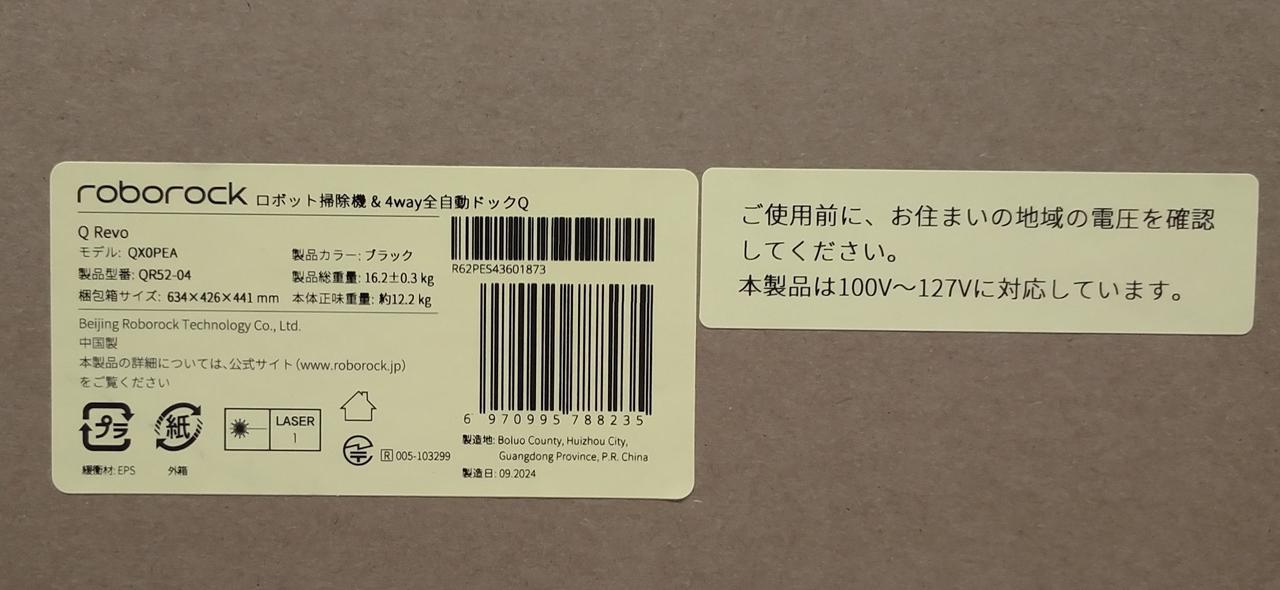 roborock ロボット掃除機 & 4way全自動ドックQ
Q Revo
モデル: QX0PEA
製品型番: QR52-04
梱包箱サイズ: 634×426×441 mm
製品カラー: ブラック
製品総重量: 16.2±0.3 kg
本体正味重量: 約12.2 kg
Beijing Roborock Technology Co., Ltd.
中国製
本製品の詳細については、公式サイト(www.roborock.jp)
をご覧ください
プラ
緩衝材: EPS
紙
外箱
LASER
1
R 005-103299
R62PES43601873
6 970995 788235
製造地: Boluo County, Huizhou City,
Guangdong Province, P.R. China
製造日: 09.2024
ご使用前に、お住まいの地域の電圧を確認
してください。
本製品は100V～127Vに対応しています。